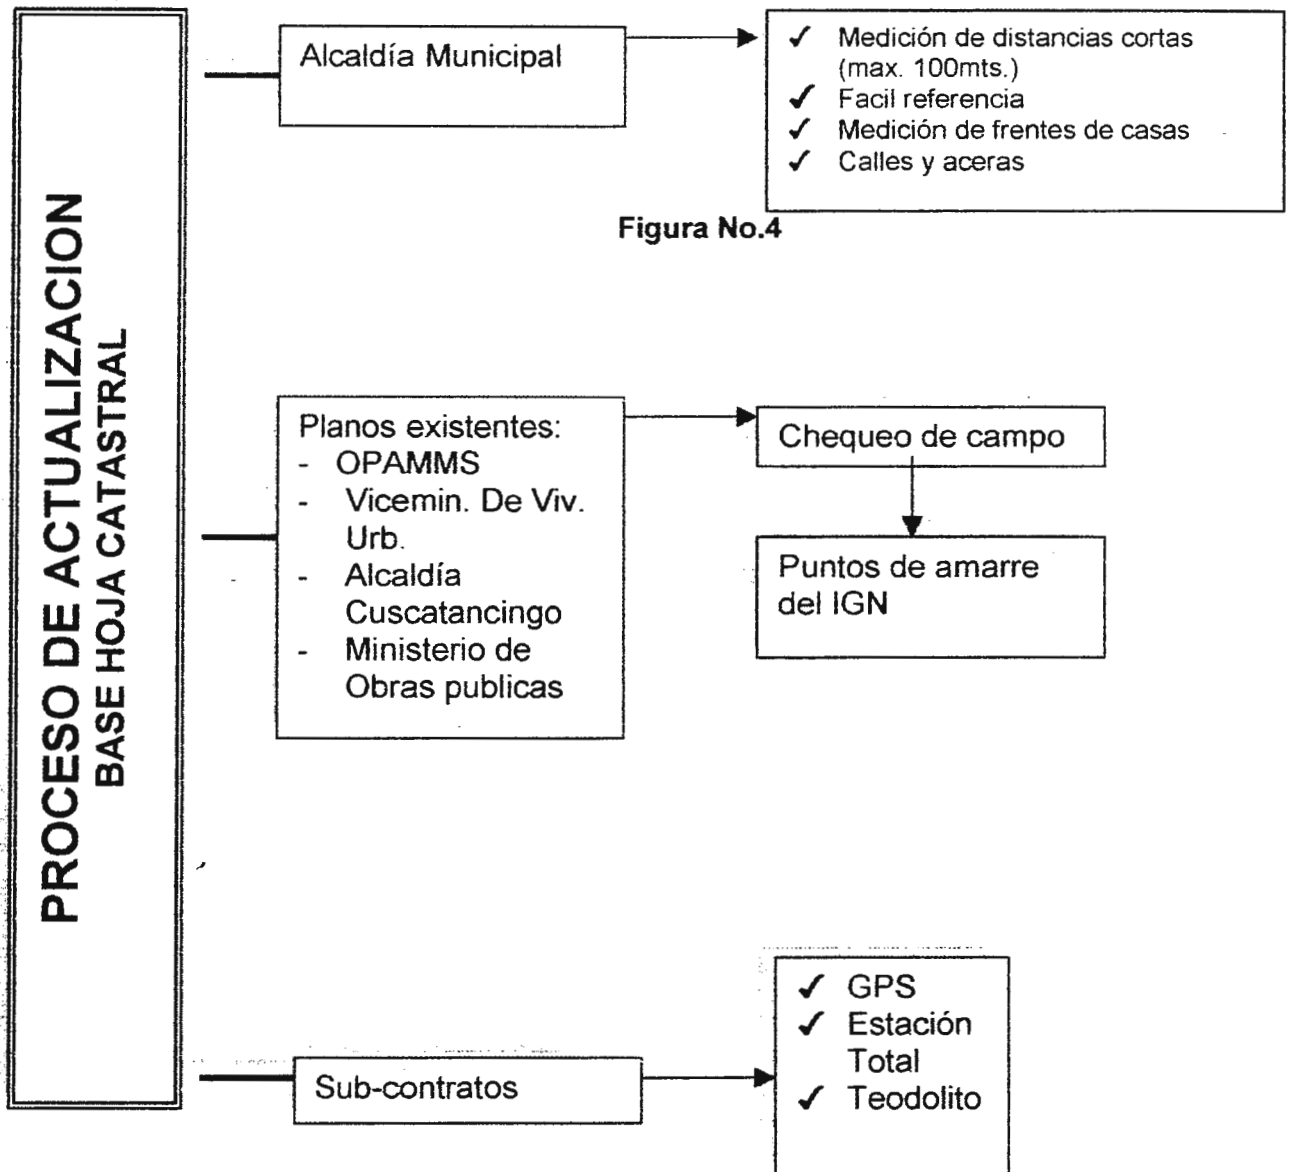 PROCESO DE ACTUALIZACION
BASE HOJA CATASTRAL
Alcaldía Municipal
✓ Medición de distancias cortas
(max. 100mts.)
✓ Facil referencia
✓ Medición de frentes de casas
✓ Calles y aceras
Figura No.4
Planos existentes:
- OPAMMS
- Vicemin. De Viv.
Urb.
- Alcaldía
Cuscatancingo
- Ministerio de
Obras publicas
Chequeo de campo
Puntos de amarre
del IGN
Sub-contratos
✓ GPS
✓ Estación
Total
✓ Teodolito